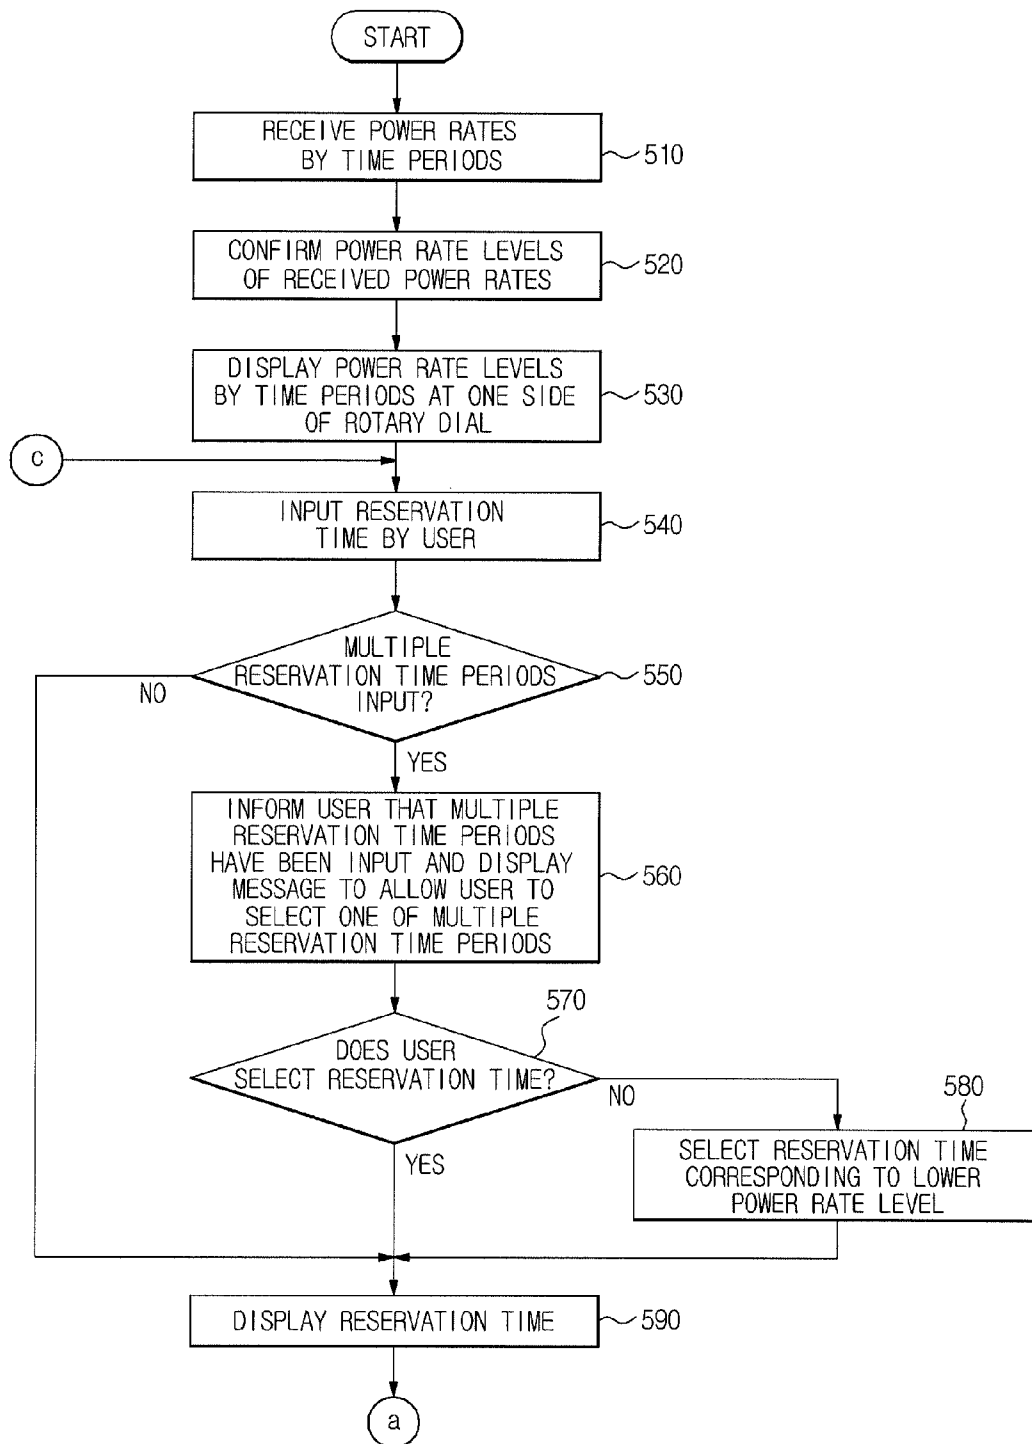 START
RECEIVE POWER RATES
BY TIME PERIODS
510
CONFIRM POWER RATE LEVELS
OF RECEIVED POWER RATES
520
DISPLAY POWER RATE LEVELS
BY TIME PERIODS AT ONE SIDE
OF ROTARY DIAL
530
c
INPUT RESERVATION
TIME BY USER
540
MULTIPLE
RESERVATION TIME PERIODS
INPUT?
550
NO
YES
INFORM USER THAT MULTIPLE
RESERVATION TIME PERIODS
HAVE BEEN INPUT AND DISPLAY
MESSAGE TO ALLOW USER TO
SELECT ONE OF MULTIPLE
RESERVATION TIME PERIODS
560
570
DOES USER
SELECT RESERVATION TIME?
NO
YES
580
SELECT RESERVATION TIME
CORRESPONDING TO LOWER
POWER RATE LEVEL
DISPLAY RESERVATION TIME
590
a